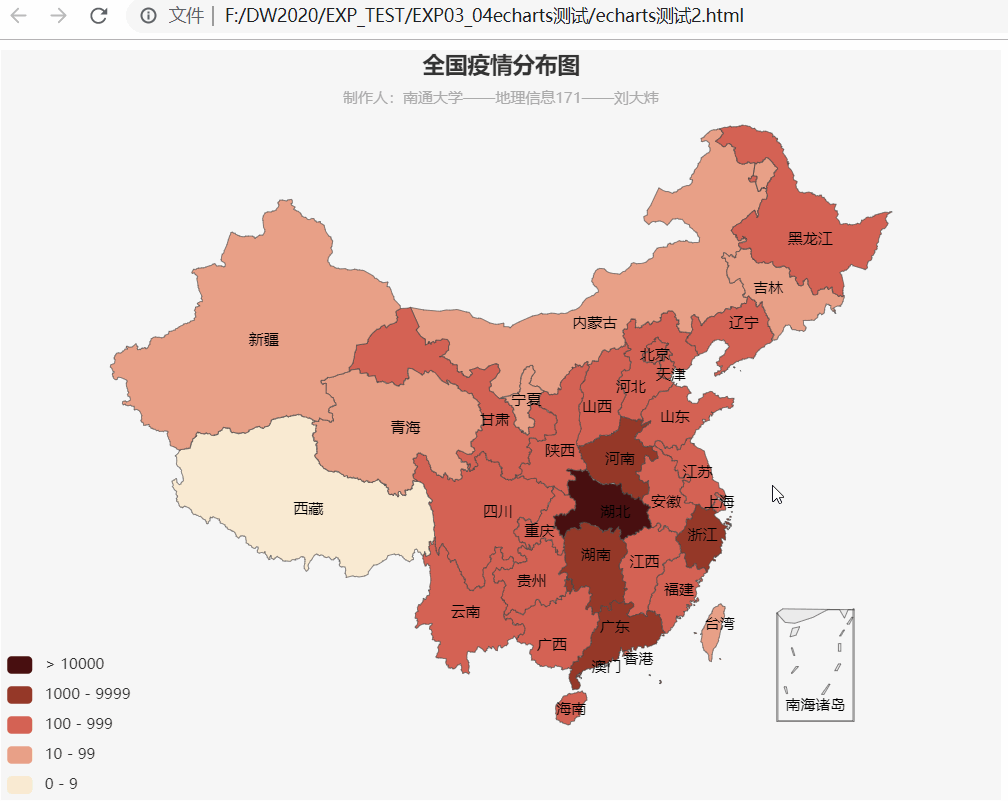 文件 | F:/DW2020/EXP_TEST/EXP03_04echarts测试/echarts测试2.html
全国疫情分布图
制作人：南通大学——地理信息171——刘大炜
黑龙江
吉林
内蒙古
辽宁
新疆
北京
天津
河北
宁夏
山西
山东
甘肃
青海
陕西
河南
江苏
西藏
四川
湖北
安徽
上海
重庆
浙江
湖南
江西
贵州
福建
云南
广东
台湾
广西
香港
澳门
海南
南海诸岛
> 10000
1000 - 9999
100 - 999
10 - 99
0 - 9